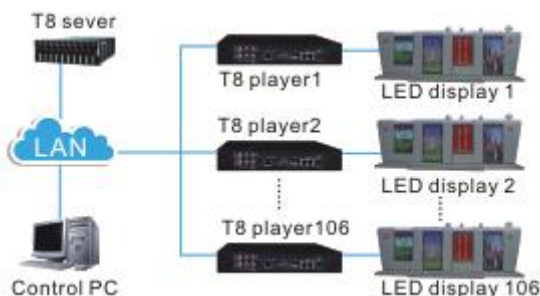 T8 sever
T8 player1
LED display 1
T8 player2
LAN
LED display 2
T8 player106
Control PC
LED display 106